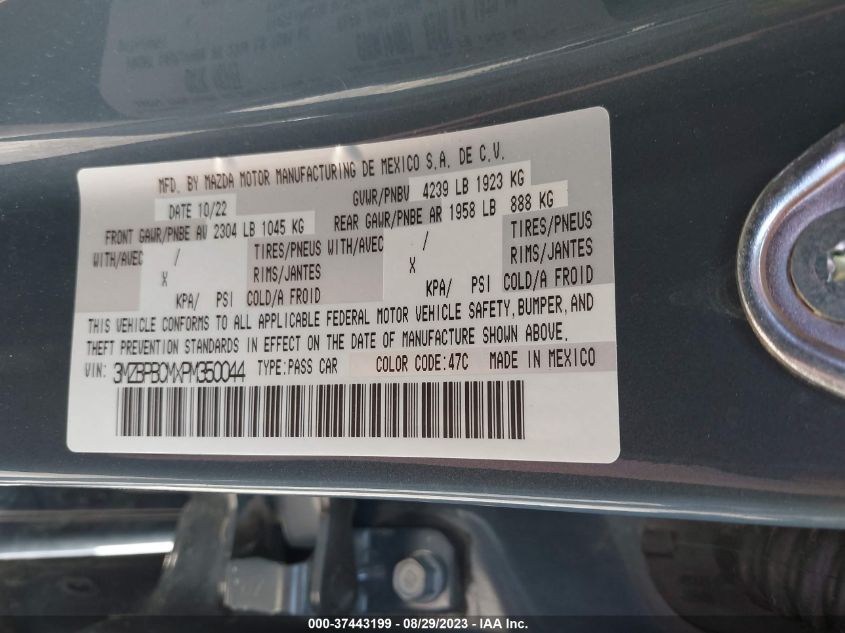 MFD. BY MAZDA MOTOR MANUFACTURING DE MEXICO S.A. DE C.V.
DATE 10/22 GVWR/PNBV 4239 LB 1923 KG
FRONT GAWR/PNBE AV 2304 LB 1045 KG REAR GAWR/PNBE AR 1958 LB 888 KG
WITH/AVEC / TIRES/PNEUS WITH/AVEC / TIRES/PNEUS
X RIMS/JANTES X RIMS/JANTES
KPA/ PSI COLD/A FROID KPA/ PSI COLD/A FROID
THIS VEHICLE CONFORMS TO ALL APPLICABLE FEDERAL MOTOR VEHICLE SAFETY, BUMPER, AND
THEFT PREVENTION STANDARDS IN EFFECT ON THE DATE OF MANUFACTURE SHOWN ABOVE.
VIN: 3MZBPBCMXPM350044 TYPE:PASS CAR COLOR CODE:47C MADE IN MEXICO
000-37443199 - 08/29/2023 - IAA Inc.